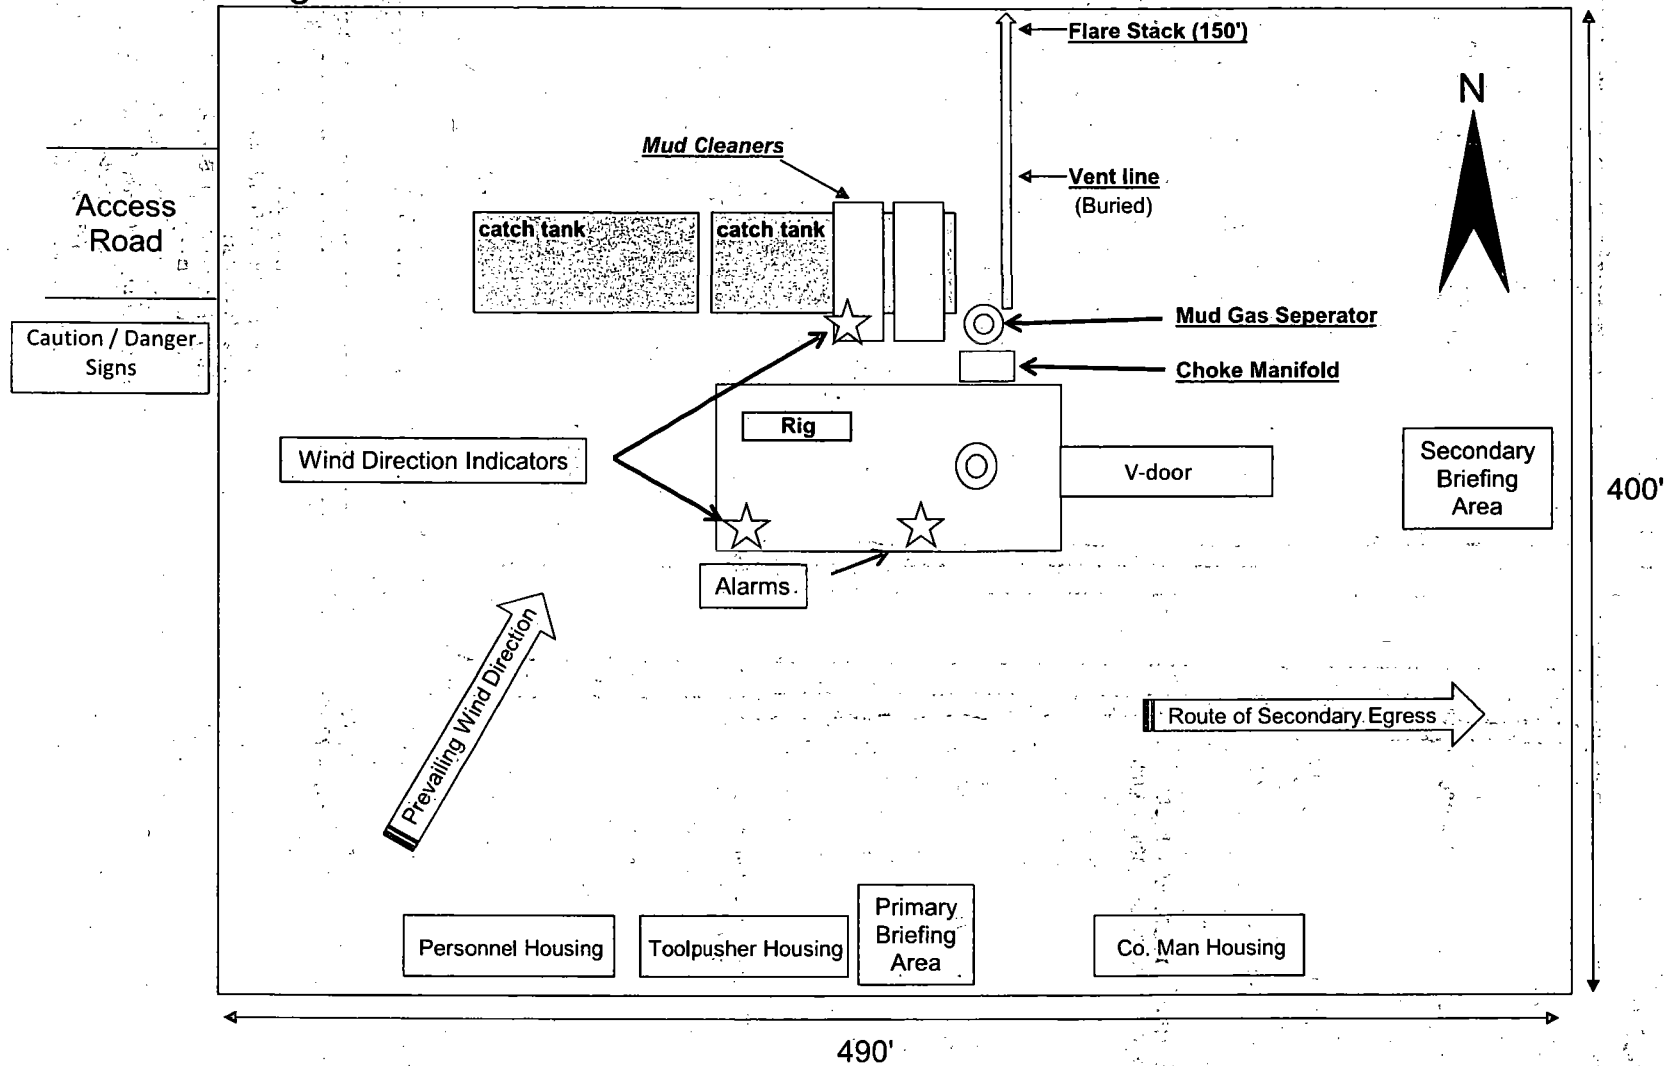 Flare Stack (150')
N
Mud Cleaners
Vent line
(Buried)
Access
Road
catch tank
catch tank
Mud Gas Seperator
Caution / Danger
Signs
Choke Manifold
Rig
Wind Direction Indicators
V-door
Secondary
Briefing
Area
400'
Alarms
Prevailing Wind Direction
Route of Secondary Egress
Primary
Briefing
Area
Personnel Housing
Toolpusher Housing
Co. Man Housing
490'